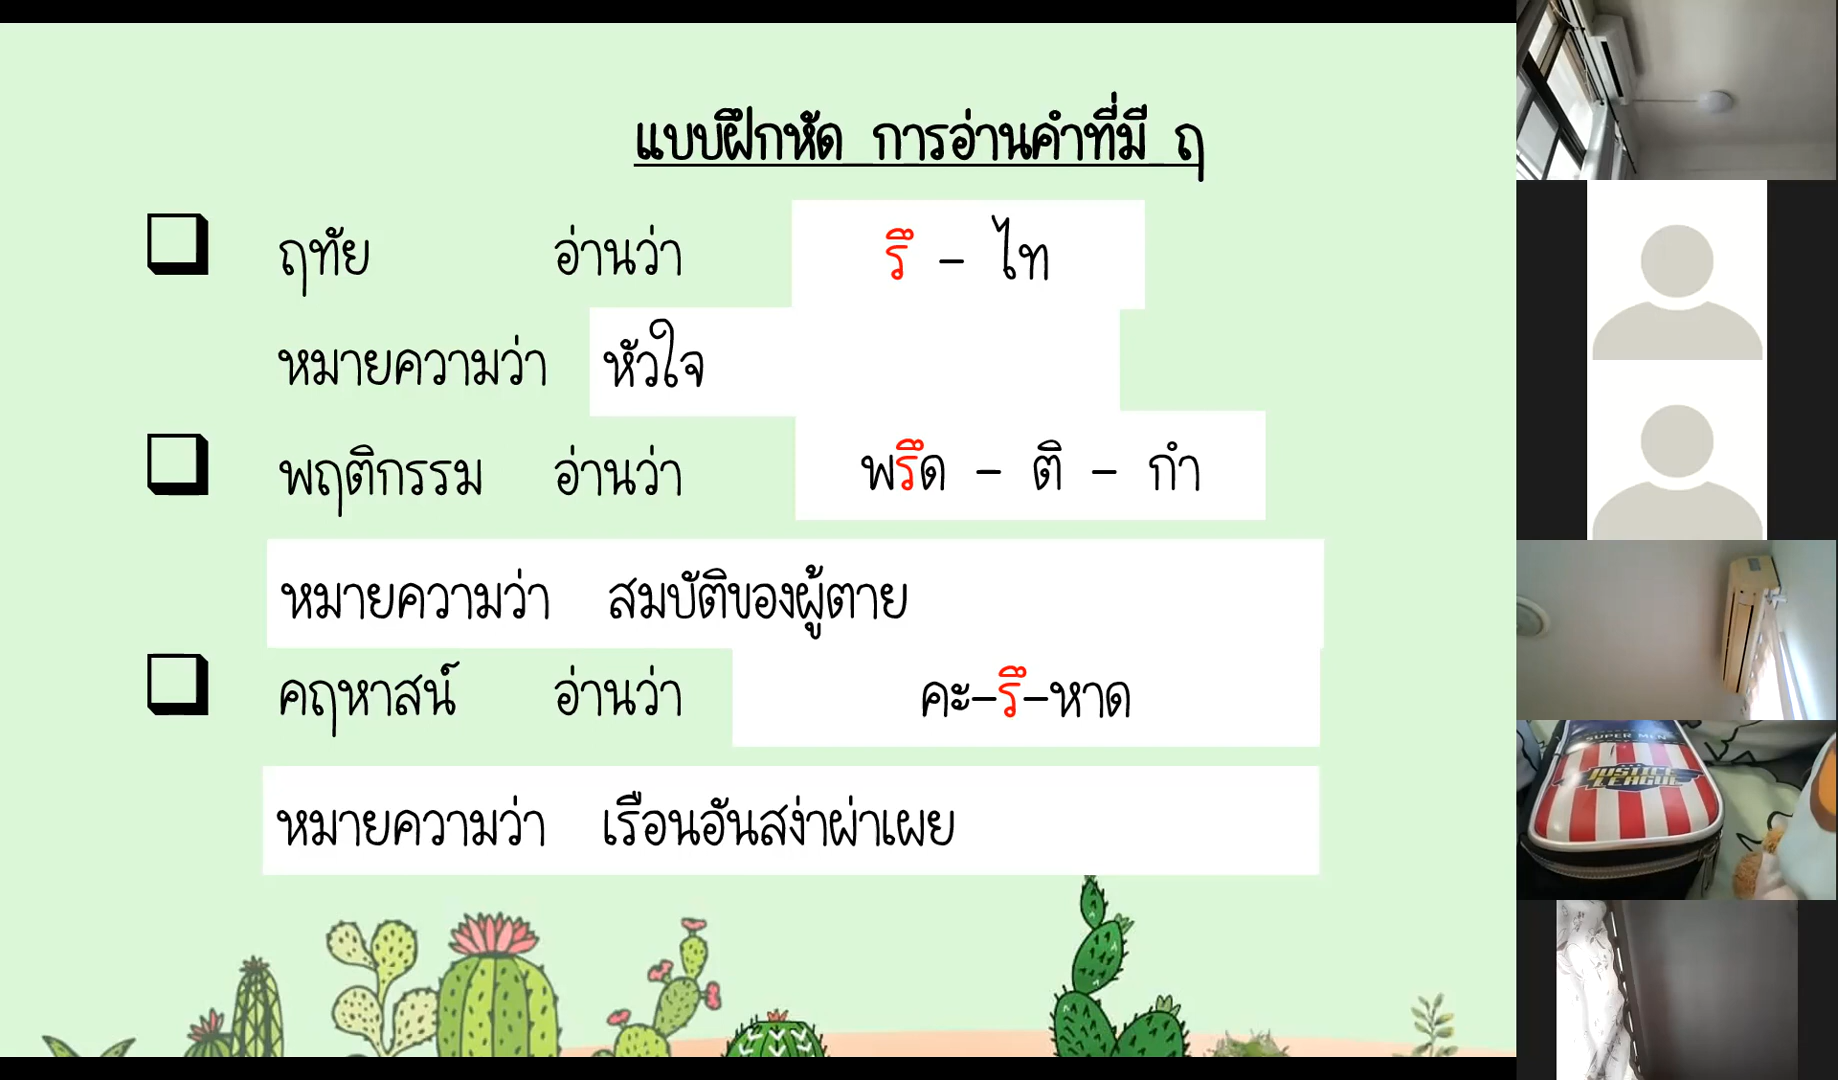 แบบฝึกหัด การอ่านคำที่มี ฤ
ฤทัย อ่านว่า รึ - ไท
หมายความว่า หัวใจ
พฤติกรรม อ่านว่า พรึด - ติ - กำ
หมายความว่า สมบัติของผู้ตาย
คฤหาสน์ อ่านว่า คะ-รึ-หาด
หมายความว่า เรือนอันสง่าผ่าเผย
SUPER MEN
JUSTICE
LEAGUE